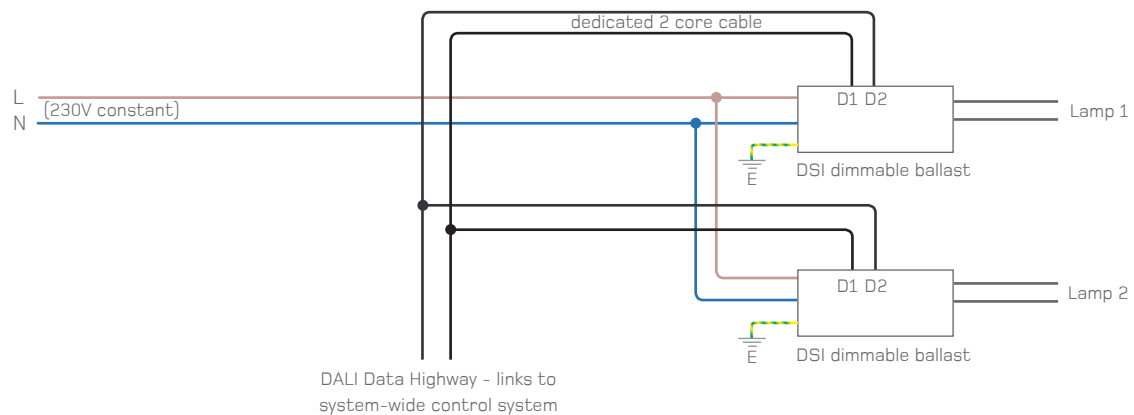 dedicated 2 core cable
L
(230V constant)
N
D1 D2
Lamp 1
E
DSI dimmable ballast
D1 D2
Lamp 2
E
DSI dimmable ballast
DALI Data Highway - links to
system-wide control system